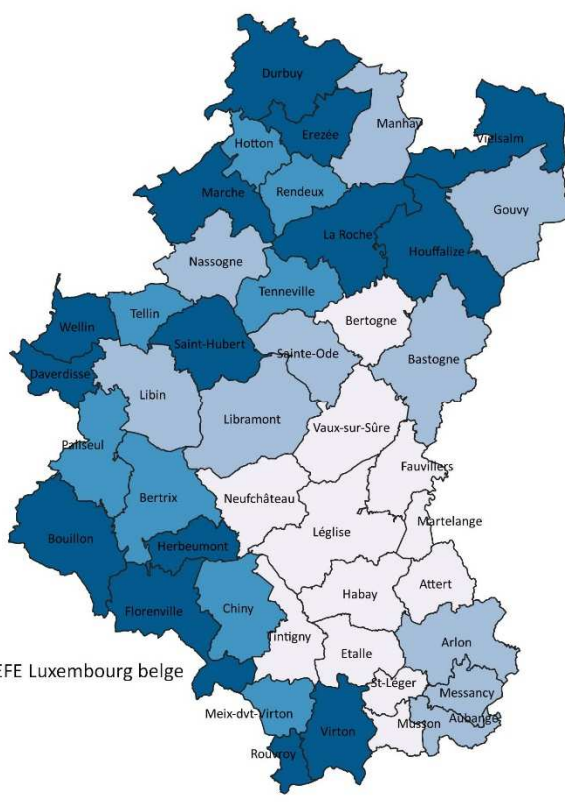 Durbuy
Manhay
Erezée
Vielsalm
Hotton
Marche
Rendeux
Gouvy
La Roche
Houffalize
Nassogne
Tenneville
Tellin
Bertogne
Wellin
Saint-Hubert
Sainte-Ode
Bastogne
Daverdisse
Libin
Libramont
Vaux-sur-Sûre
Paliseul
Fauvillers
Bertrix
Neufchâteau
Martelange
Léglise
Bouillon
Herbeumont
Attert
Habay
Florenville
Chiny
Tintigny
Arlon
Etalle
EFE Luxembourg belge
St-Léger
Messancy
Meix-dvt-Virton
Aubange
Musson
Virton
Rouvroy